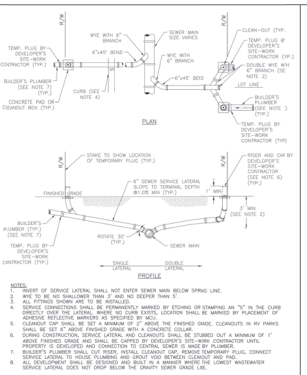 R/W
R/W
WYE WITH 6"
BRANCH
SEWER MAIN
SIZE VARIES
CLEAN-OUT (TYP.
TEMP. PLUG BY
DEVELOPER'S
SITE-WORK
CONTRACTOR (TYP.)
6"x45° BEND
WYE WITH 6"
BRANCH
TEMP. PLUG B
DEVELOPER'S
SITE-WORK
CONTRACTOR (TYP.)
DOUBLE WYE W/
6" BRANCH (SE
NOTE 2)
BUILDER'S PLUMBER
(SEE NOTE 7)
(TYP.)
CURB (SEE
NOTE 4)
6"x45° BEND
LOT LINE
CONCRETE PAD OR
CLEANOUT BOX (TYP.)
BUILDER'S
PLUMBER
(SEE NOTE
(TYP.)
TEMP. PLUG BY
DEVELOPER'S
SITE-WORK
CONTRACTOR (TYP)
PLAN
R/W
R/W
STAKE TO SHOW LOCATION
OF TEMPORARY PLUG (TYP.)
RISER AND CAP BY
DEVELOPER'S
SITE-WORK
CONTRACTOR
(SEE NOTE 6)
(TYP.)
FINISHED GRADE
6" SEWER SERVICE LATERAL
SLOPE TO TERMINAL DEPTH
@1.0% MIN (TYP.)
1" MIN
3' MIN
(SEE NOTE 2)
BUILDER'S
PLUMBER (TYP.)
(SEE NOTE 7)
ROTATE 30°
(TYP.)
SEWER MAIN
TEMP. PLUG BY
DEVELOPER'S
SITE-WORK
CONTRACTOR (TYP.)
SINGLE
LATERAL
DOUBLE
LATERAL
PROFILE
NOTES:
1. INVERT OF SERVICE LATERAL SHALL NOT ENTER SEWER MAIN BELOW SPRING LINE.
2. WYE TO BE NO SHALLOWER THAN 3' AND NO DEEPER THAN 5'.
3. ALL FITTINGS SHOWN ARE TO BE INSTALLED.
4. SERVICE CONNECTIONS SHALL BE PERMANENTLY MARKED BY ETCHING OR STAMPING AN "S" IN THE CURB
DIRECTLY OVER THE LATERAL. WHERE NO CURB EXISTS, LOCATION SHALL BE MARKED BY PLACEMENT OF
ADHESIVE REFLECTIVE MARKERS AS SPECIFIED BY MCU.
5. CLEANOUT CAP SHALL BE SET A MINIMUM OF 2" ABOVE THE FINISHED GRADE. CLEANOUTS IN RV PARKS
SHALL BE SET 6" ABOVE FINISHED GRADE WITH A CONCRETE COLLAR.
6. DURING CONSTRUCTION, SERVICE LATERAL AND CLEANOUTS SHALL BE STUBBED OUT A MINIMUM OF 1"
ABOVE FINISHED GRADE AND SHALL BE CAPPED BY DEVELOPER'S SITE-WORK CONTRACTOR UNTIL
PROPERTY IS DEVELOPED AND CONNECTION TO CENTRAL SEWER IS MADE BY PLUMBER.
7. BUILDER'S PLUMBER SHALL CUT RISER, INSTALL CLEANOUT CAP, REMOVE TEMPORARY PLUG, CONNECT
SERVICE LATERAL TO HOUSE PLUMBING AND GROUT VOID BETWEEN CLEANOUT AND PAD.
8. ALL DEVELOPMENT SHALL BE DESIGNED AND BUILT IN A MANNER WHERE THE LOWEST WASTEWATER
SERVICE LATERAL DOES NOT DROP BELOW THE GRAVITY SEWER GRADE LINE.